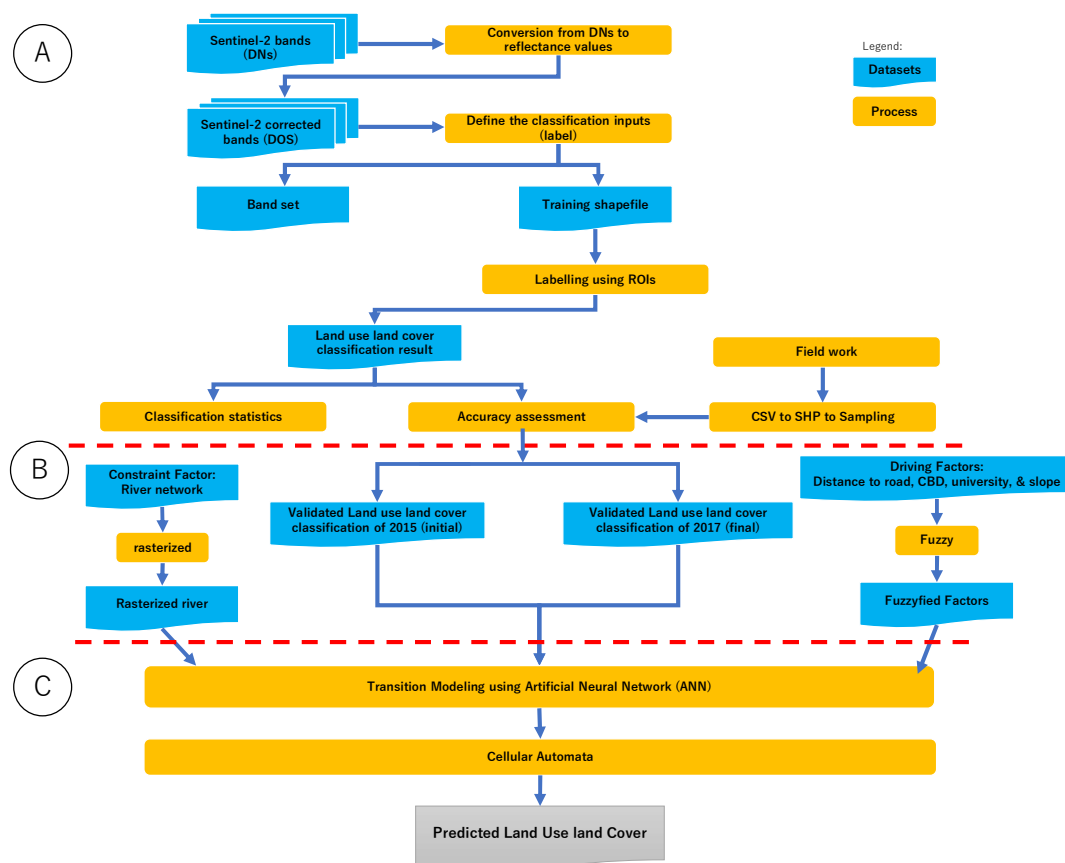 A
Sentinel-2 bands
(DNs)
Conversion from DNs to
reflectance values
Legend:
Datasets
Process
Sentinel-2 corrected
bands (DOS)
Define the classification inputs
(label)
Band set
Training shapefile
Labelling using ROIs
Land use land cover
classification result
Field work
Classification statistics
Accuracy assessment
CSV to SHP to Sampling
B
Constraint Factor:
River network
Driving Factors:
Distance to road, CBD, university, & slope
Validated Land use land cover
classification of 2015 (initial)
Validated Land use land cover
classification of 2017 (final)
rasterized
Fuzzy
Rasterized river
Fuzzyfied Factors
C
Transition Modeling using Artificial Neural Network (ANN)
Cellular Automata
Predicted Land Use land Cover